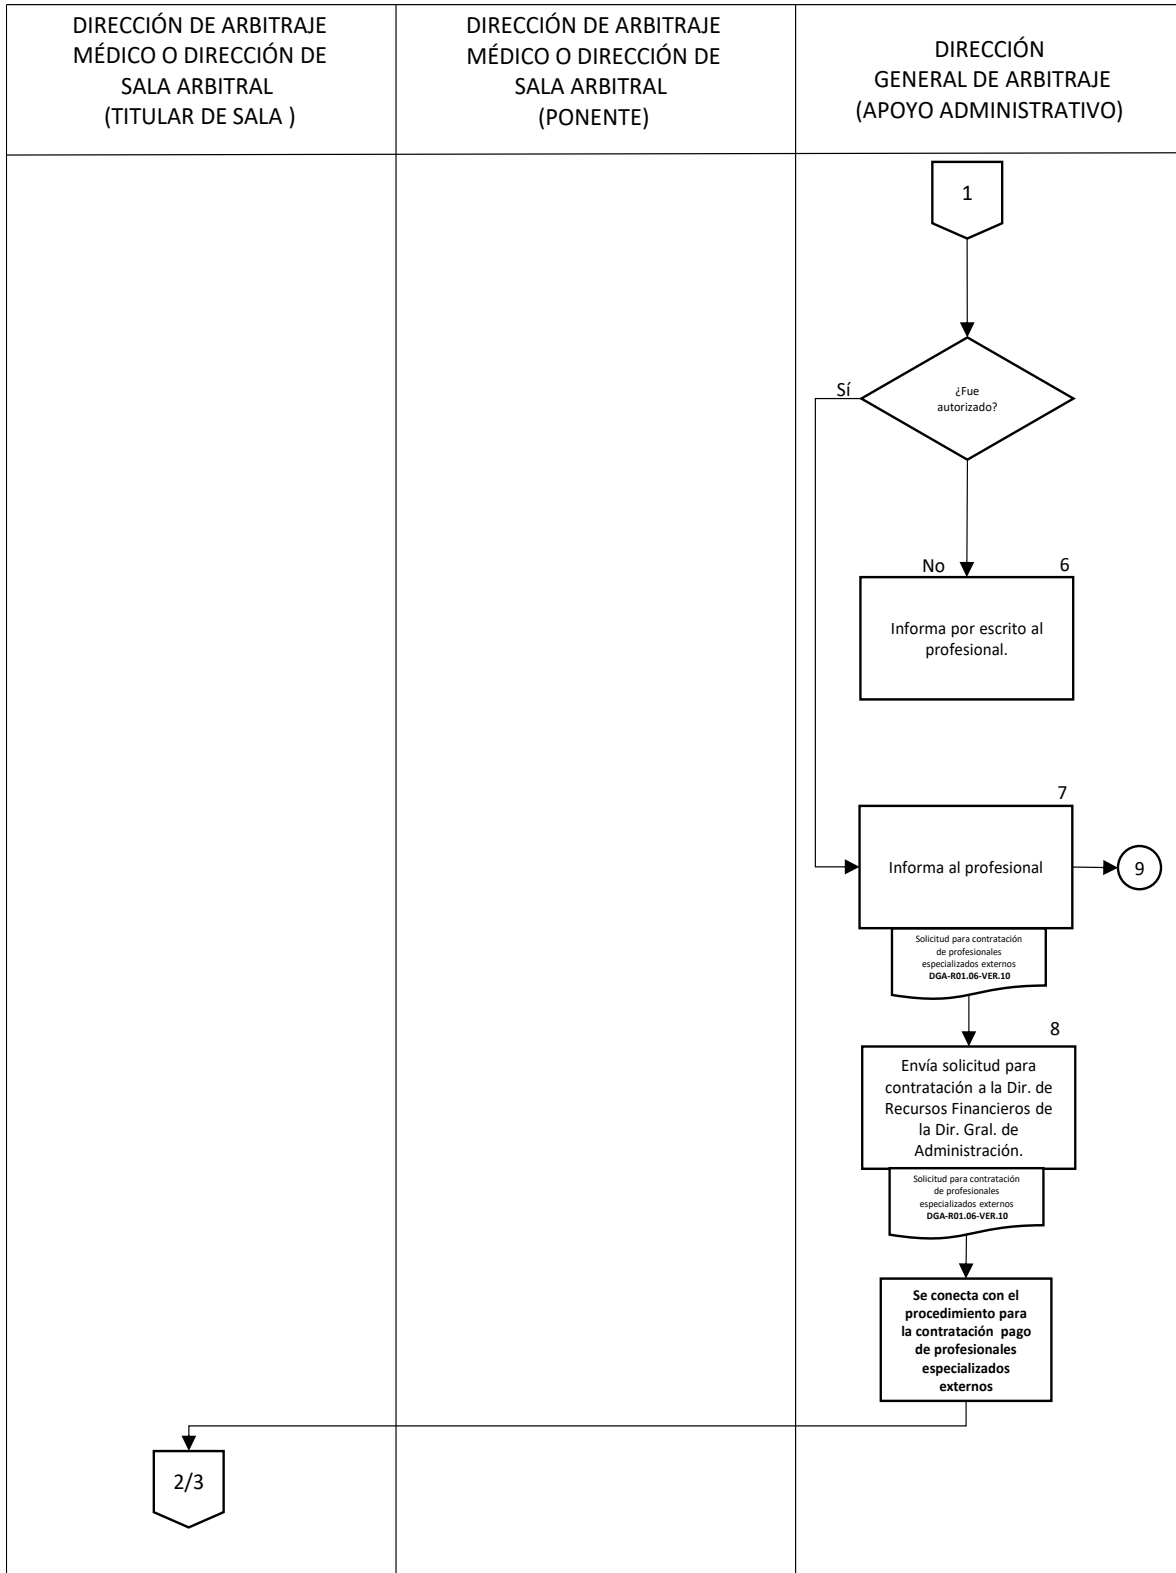 DIRECCIÓN DE ARBITRAJE
MÉDICO O DIRECCIÓN DE
SALA ARBITRAL
(TITULAR DE SALA )
DIRECCIÓN DE ARBITRAJE
MÉDICO O DIRECCIÓN DE
SALA ARBITRAL
(PONENTE)
DIRECCIÓN
GENERAL DE ARBITRAJE
(APOYO ADMINISTRATIVO)
1
¿Fue
autorizado?
Sí
No
6
Informa por escrito al
profesional.
7
Informa al profesional
9
Solicitud para contratación
de profesionales
especializados externos
DGA-R01.06-VER.10
8
Envía solicitud para
contratación a la Dir. de
Recursos Financieros de
la Dir. Gral. de
Administración.
Solicitud para contratación
de profesionales
especializados externos
DGA-R01.06-VER.10
Se conecta con el
procedimiento para
la contratación pago
de profesionales
especializados
externos
2/3